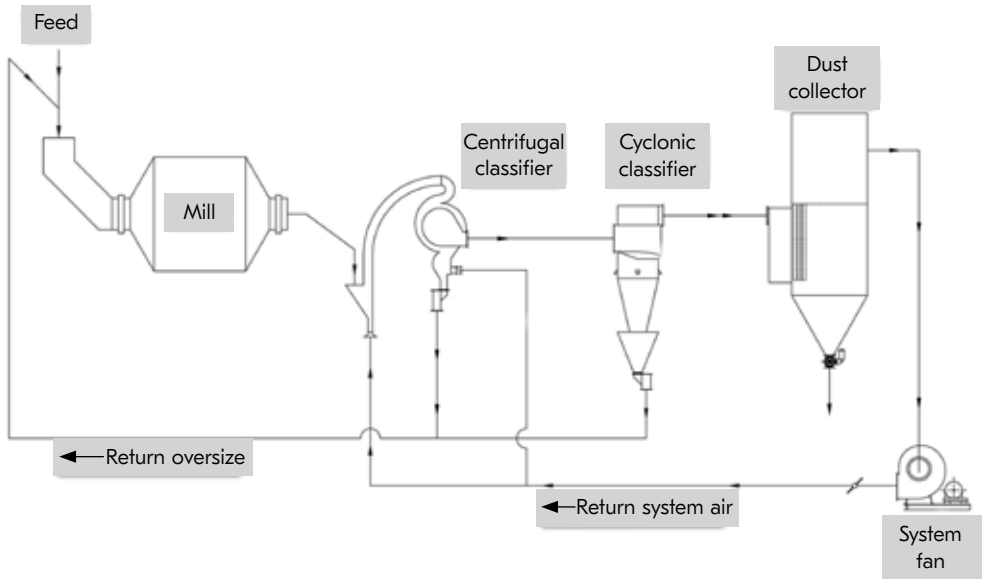 Feed
Dust
collector
Centrifugal
classifier
Cyclonic
classifier
Mill
Return oversize
Return system air
System
fan